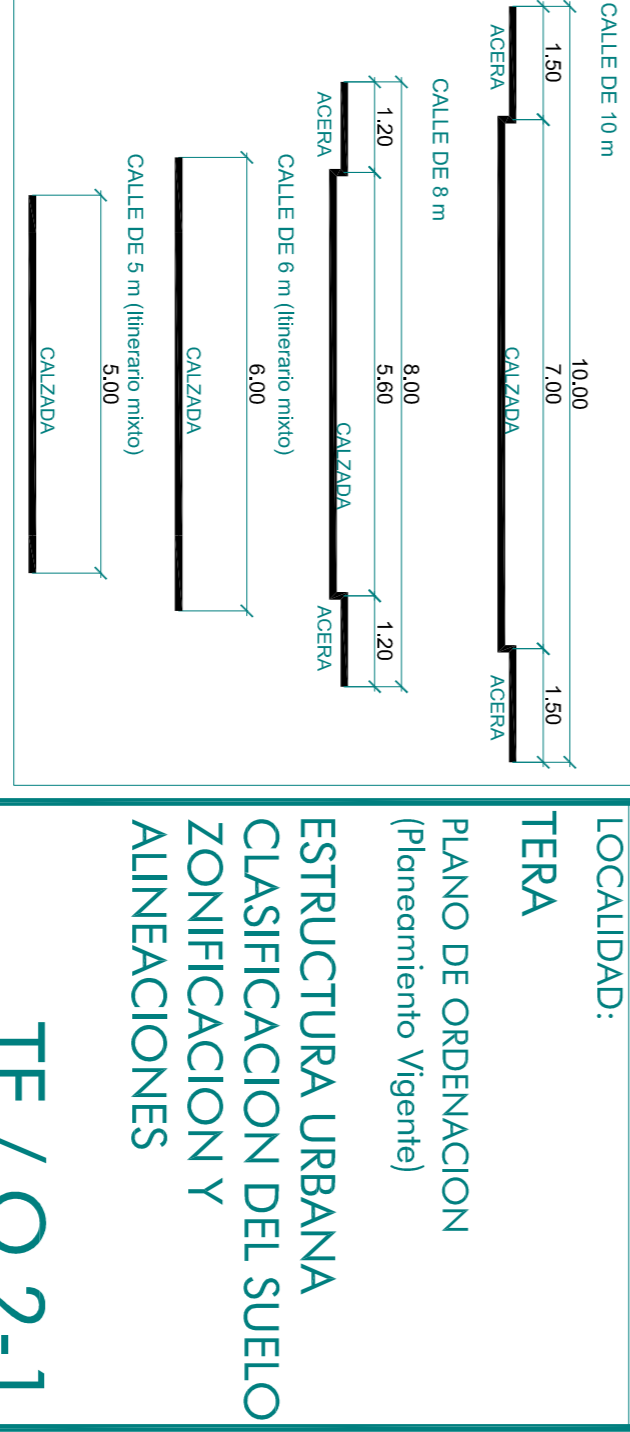 CALLE DE 10 m
10.00
1.50 7.00 1.50
ACERA CALZADA ACERA
CALLE DE 8 m
8.00
1.20 5.60 1.20
ACERA CALZADA ACERA
CALLE DE 6 m (Itinerario mixto)
6.00
CALZADA
CALLE DE 5 m (Itinerario mixto)
5.00
CALZADA
LOCALIDAD:
TERA
PLANO DE ORDENACION
(Planeamiento Vigente)
ESTRUCTURA URBANA
CLASIFICACION DEL SUELO
ZONIFICACION Y
ALINEACIONES
TE / O 2-1